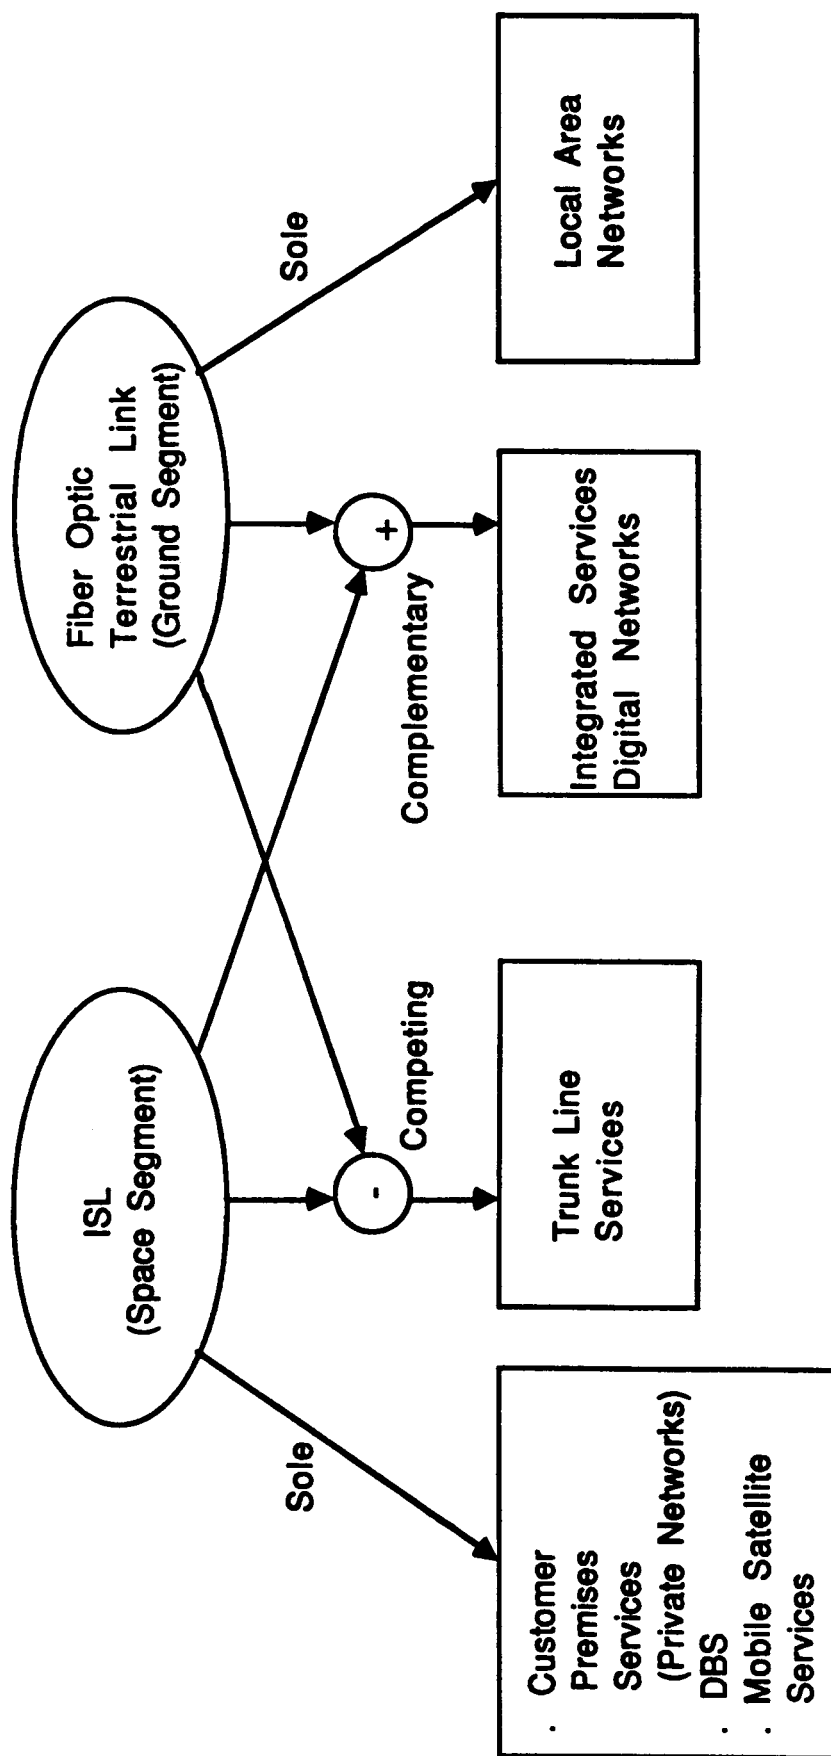 ISL
(Space Segment)
Fiber Optic
Terrestrial Link
(Ground Segment)
Sole
Sole
-
Competing
+
Complementary
. Customer
Premises
Services
(Private Networks)
. DBS
. Mobile Satellite
Services
Trunk Line
Services
Integrated Services
Digital Networks
Local Area
Networks